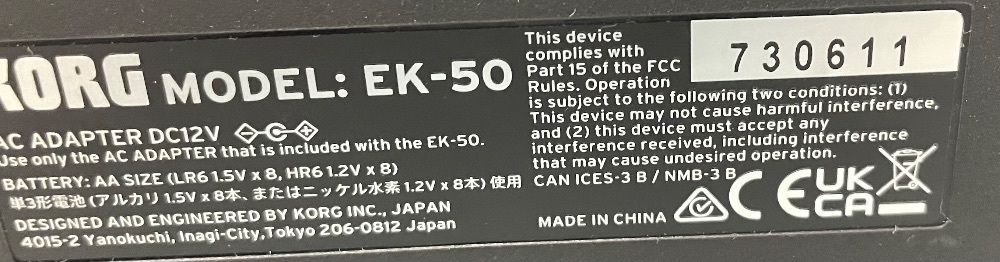 KORG MODEL: EK-50
AC ADAPTER DC12V
Use only the AC ADAPTER that is included with the EK-50.
BATTERY: AA SIZE (LR6 1.5V x 8, HR6 1.2V x 8)
単3形電池 (アルカリ 1.5V x 8本、またはニッケル水素 1.2V x 8本) 使用
DESIGNED AND ENGINEERED BY KORG INC., JAPAN
4015-2 Yanokuchi, Inagi-City,Tokyo 206-0812 Japan
This device
complies with
Part 15 of the FCC
Rules. Operation
is subject to the following two conditions: (1)
This device may not cause harmful interference,
and (2) this device must accept any
interference received, including interference
that may cause undesired operation.
CAN ICES-3 B / NMB-3 B
MADE IN CHINA
CE
UK
CA
730611